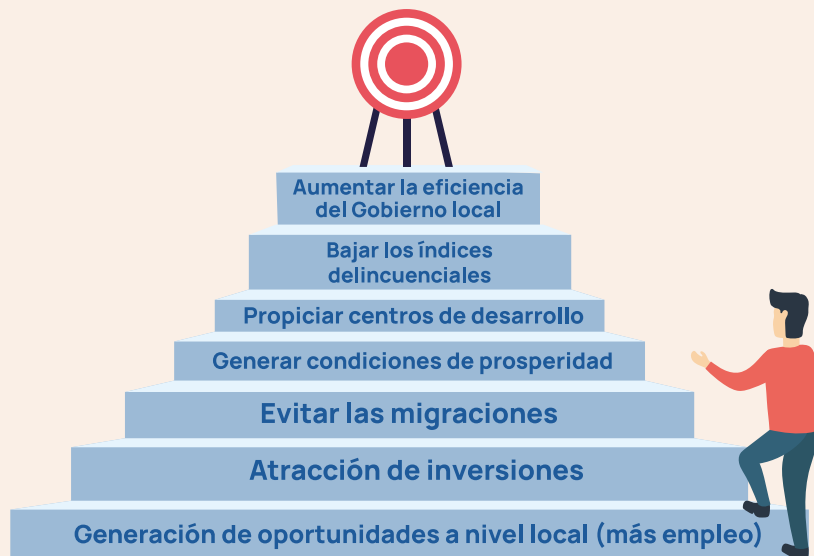 Aumentar la eficiencia
del Gobierno local
Bajar los índices
delincuenciales
Propiciar centros de desarrollo
Generar condiciones de prosperidad
Evitar las migraciones
Atracción de inversiones
Generación de oportunidades a nivel local (más empleo)